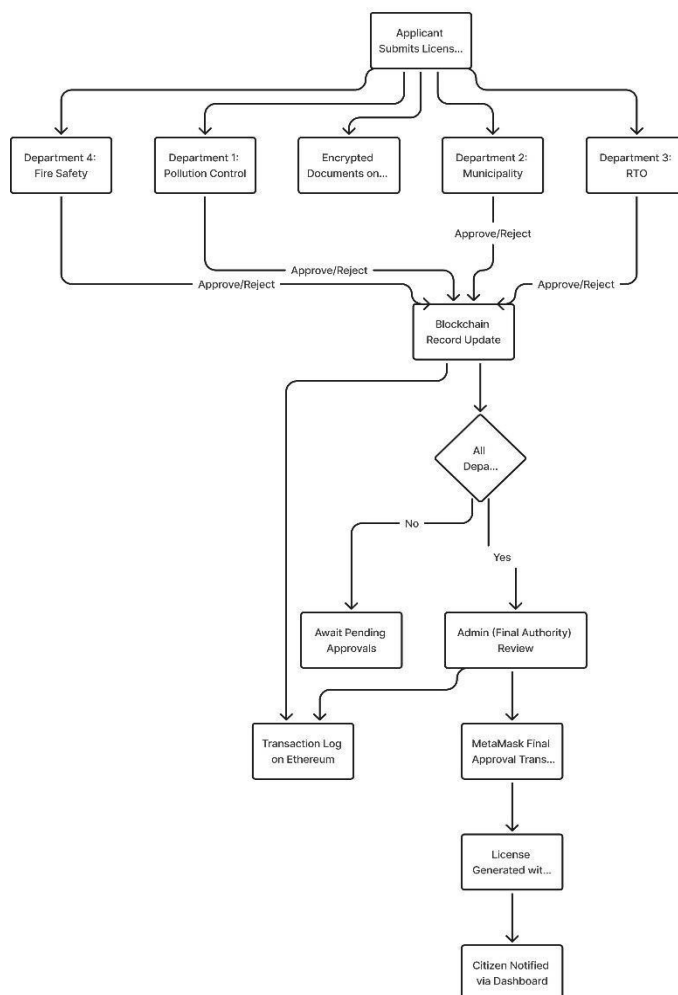 Applicant
Submits Licens...
Department 4:
Fire Safety
Department 1:
Pollution Control
Encrypted
Documents on...
Department 2:
Municipality
Department 3:
RTO
Approve/Reject
Approve/Reject
Approve/Reject
Approve/Reject
Blockchain
Record Update
All
Depa...
No
Yes
Await Pending
Approvals
Admin (Final Authority)
Review
Transaction Log
on Ethereum
MetaMask Final
Approval Trans...
License
Generated wit...
Citizen Notified
via Dashboard